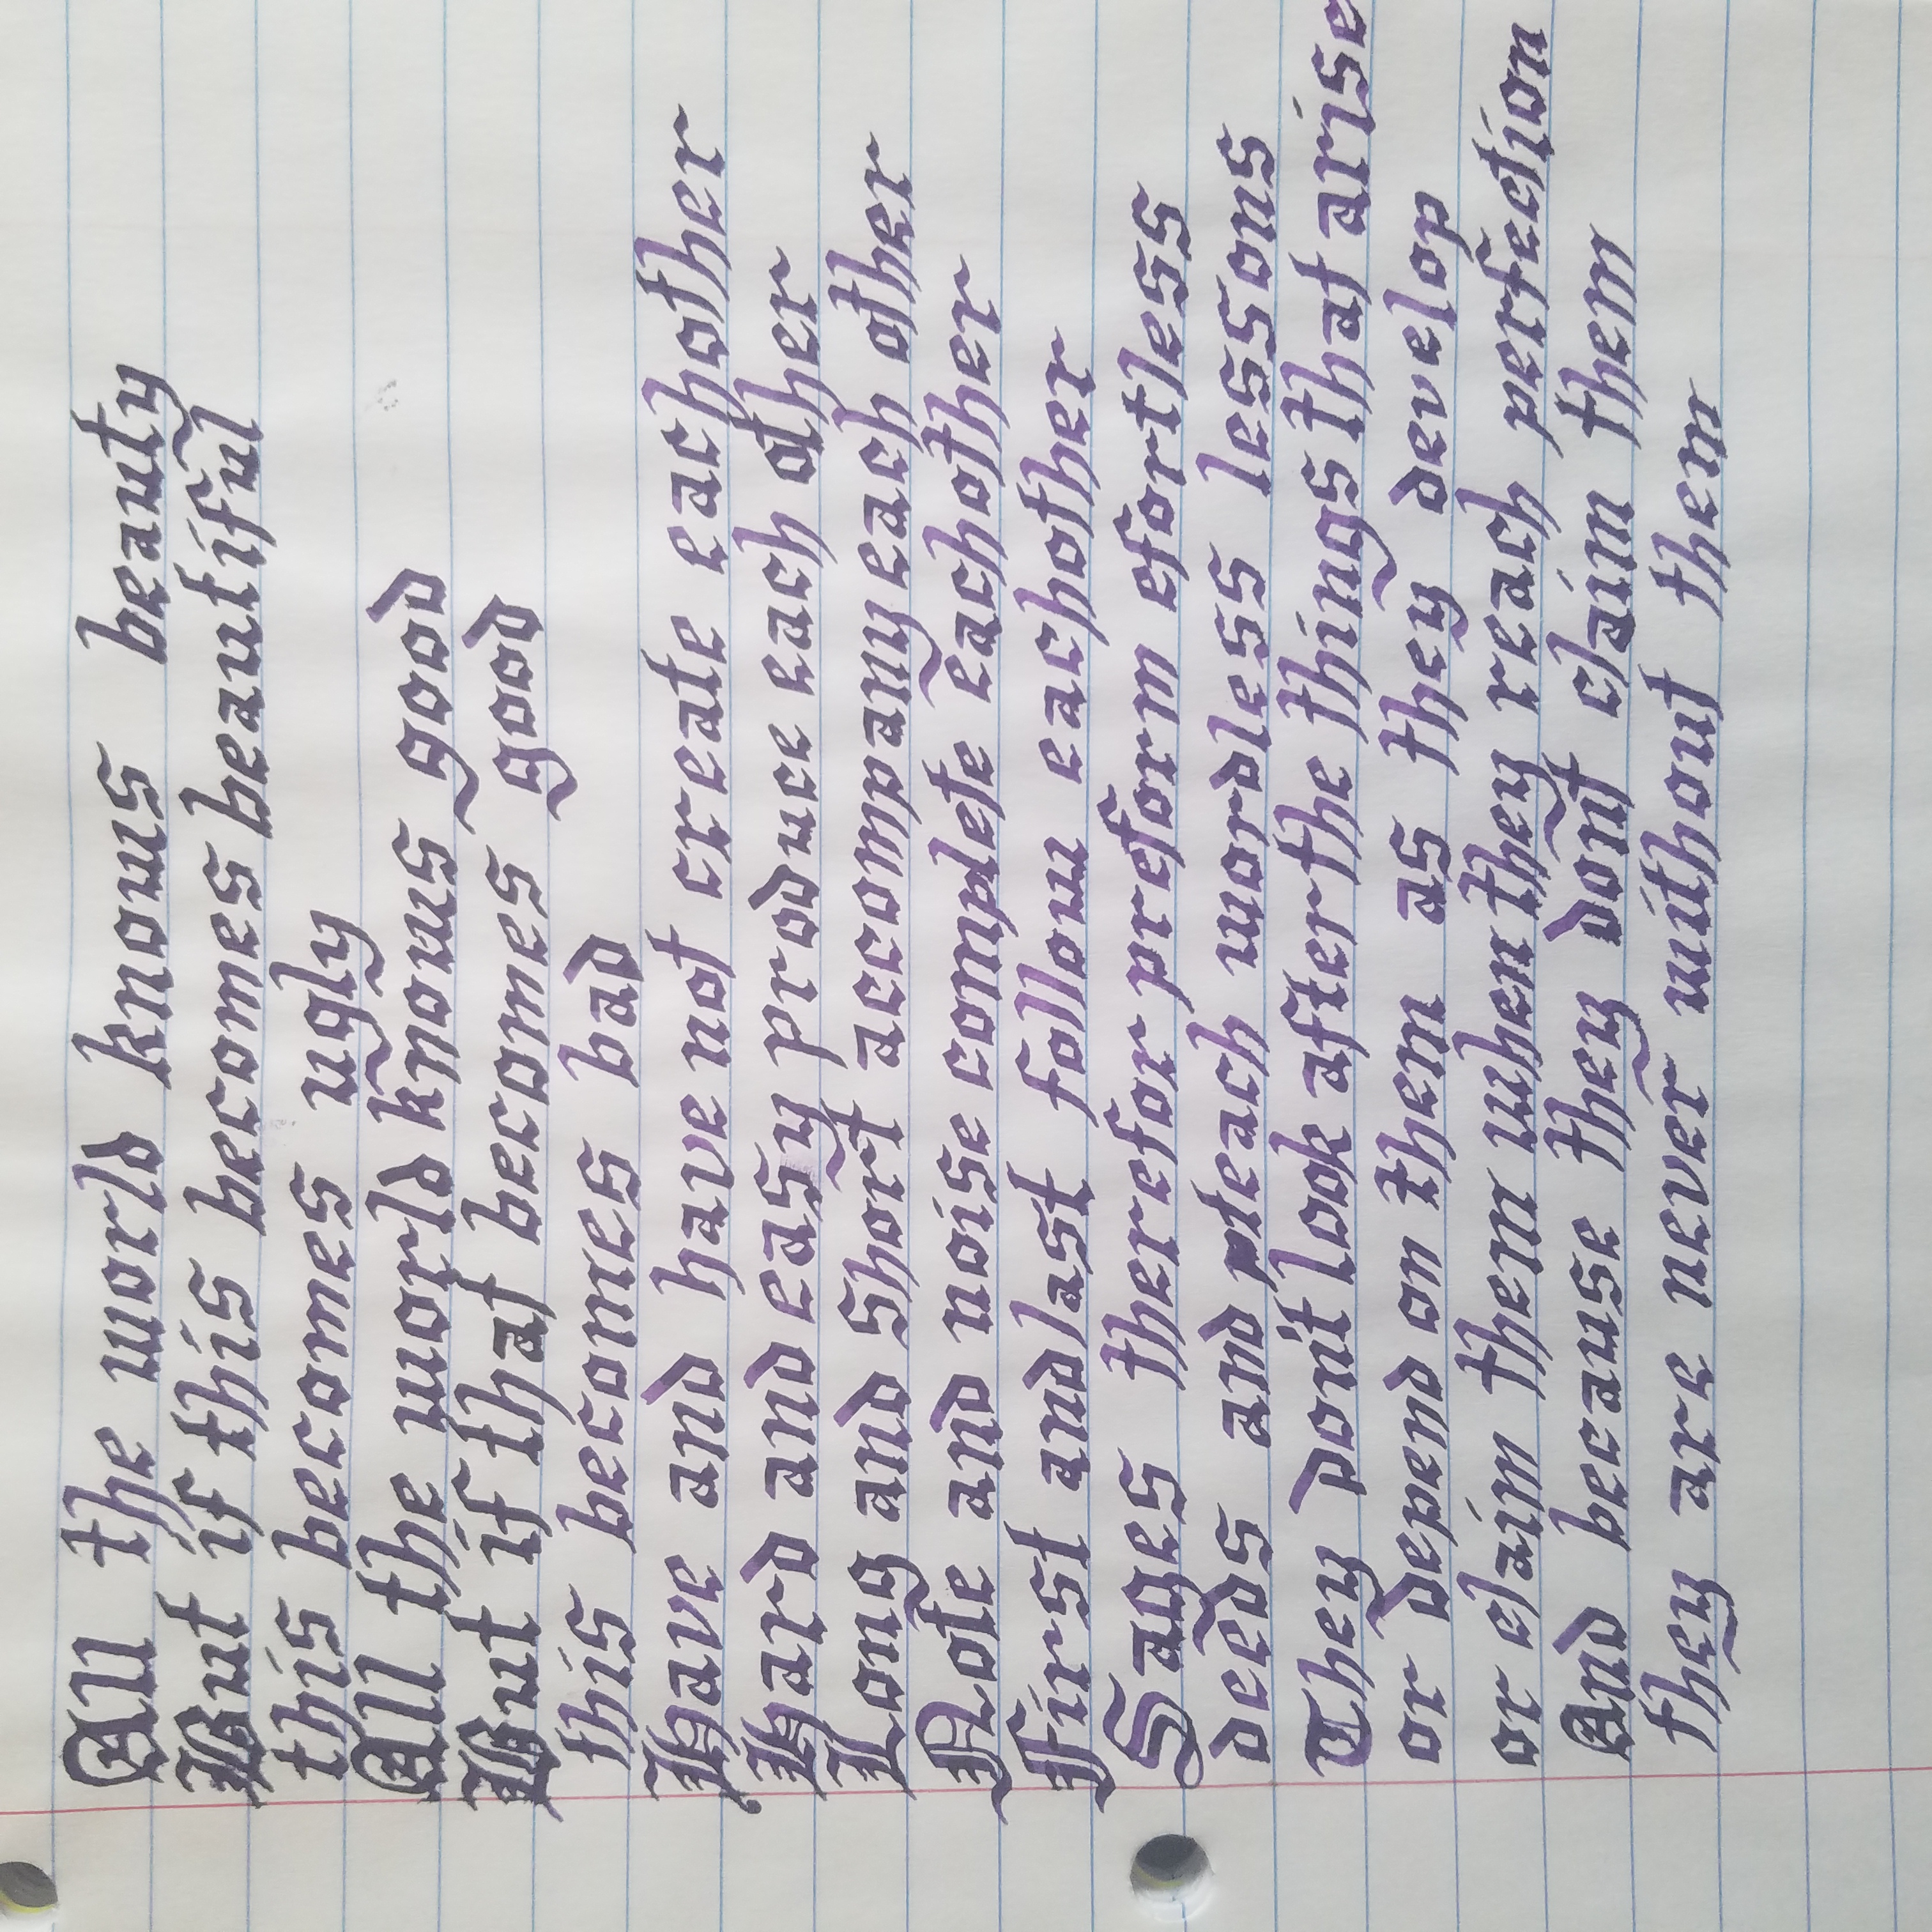 All the world knows beauty
But if this becomes beautiful
this becomes ugly
All the world knows good
But if that becomes good
this becomes bad
Have and have not create eachother
Hard and easy produce each other
Long and short accompany each other
Note and noise complete eachother
First and last follow eachother
Sages therefor preform efortless
deeds and teach wordless lessons
They don't look after the things that arise
or depend on them as they develop
or claim them when they reach perfection
And because they don't claim them
they are never without them